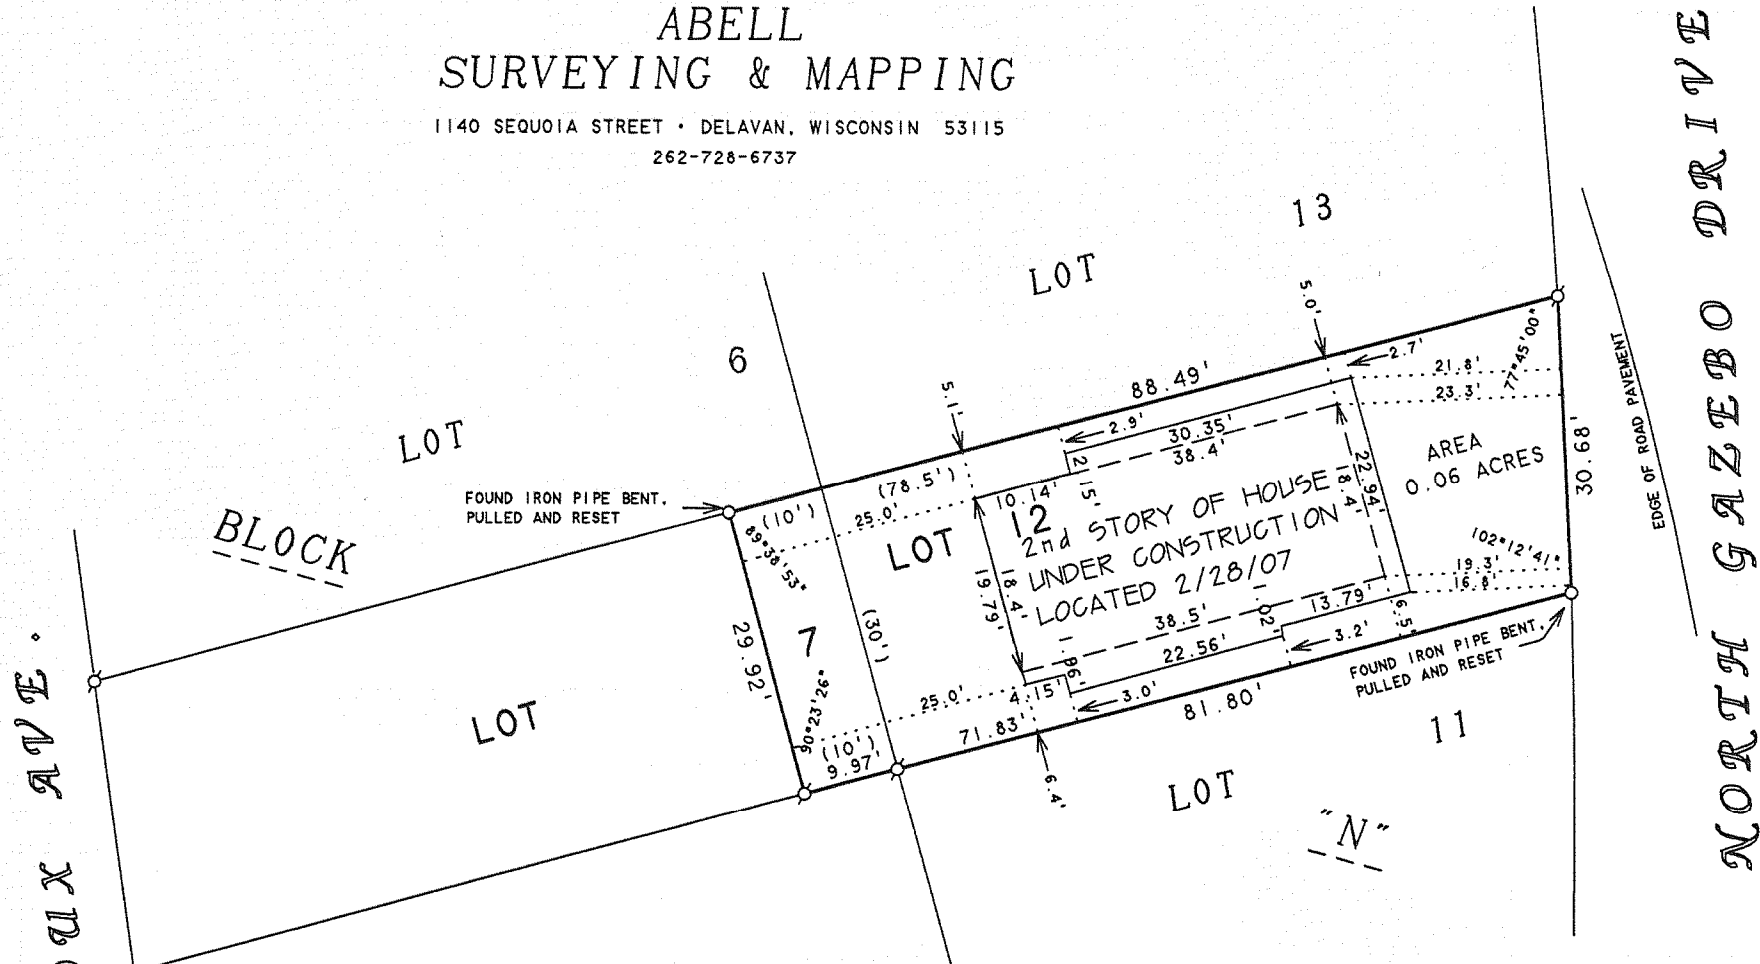 ABELL
SURVEYING & MAPPING
1140 SEQUOIA STREET • DELAVAN, WISCONSIN 53115
262-728-6737
NORTH GAZEBO DRIVE
13
LOT
5.0'
6
2.7'
77°45'00"
21.8'
88.49'
5.1'
23.3'
EDGE OF ROAD PAVEMENT
LOT
2.9'
30.35'
38.4'
AREA
0.06 ACRES
30.68'
2.15'
22.94'
18.4'
(78.5')
10.14'
FOUND IRON PIPE BENT.
PULLED AND RESET
(10')
25.0'
BLOCK
89°38'53"
LOT
12
2nd STORY OF HOUSE
UNDER CONSTRUCTION
LOCATED 2/28/07
102°12'41"
19.3'
16.8'
18.4'
19.79'
38.5'
1.02'
13.79'
6.5'
29.92'
7
(30')
22.56'
3.2'
FOUND IRON PIPE BENT.
PULLED AND RESET
1.96'
90°23'26"
25.0'
4.15'
3.0'
81.80'
LOT
71.83'
(10')
9.97'
11
6.4'
LOT
"N"
UX AVE.